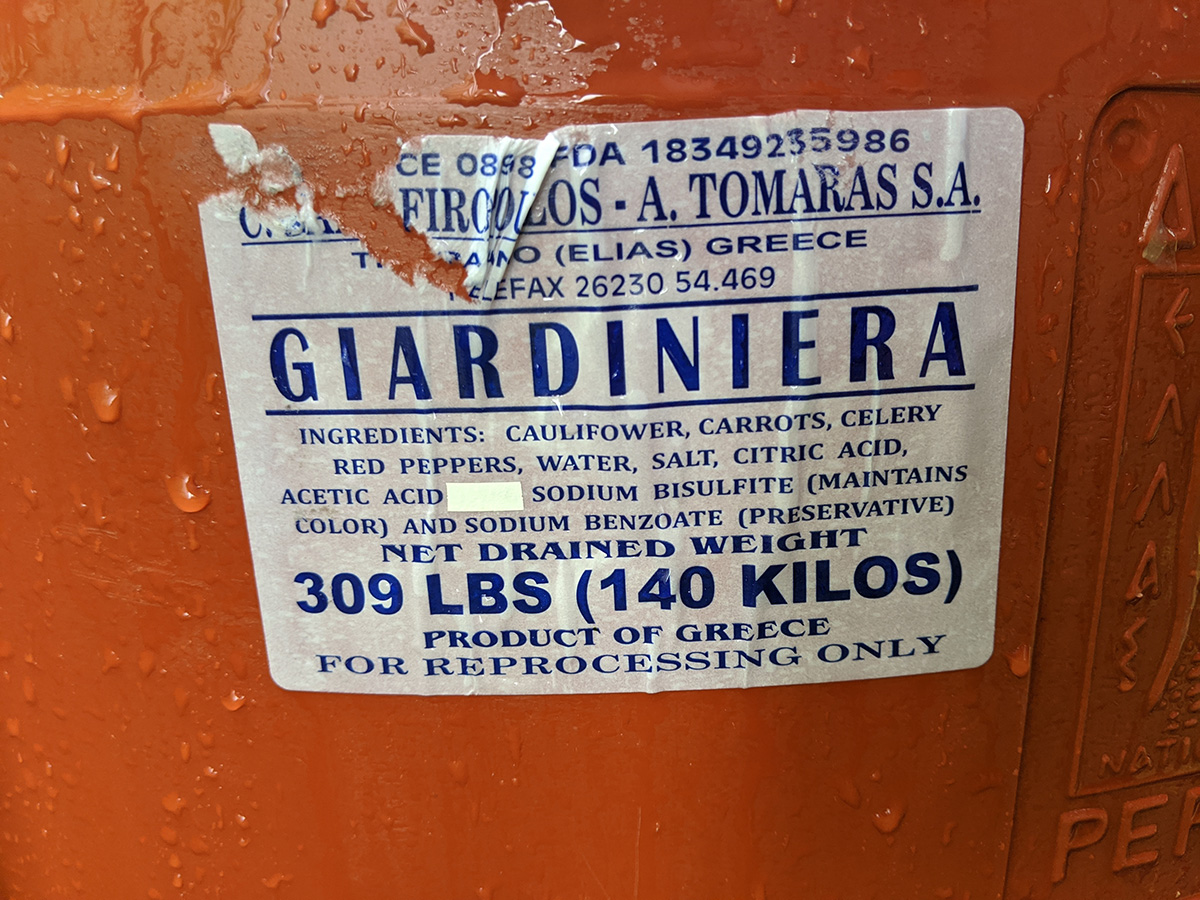 CE 0898 FDA 18349235986
C. FIRGOULOS - A. TOMARAS S.A.
(ELIAS) GREECE
TELEFAX 26230 54.469
GIARDINIERA
INGREDIENTS: CAULIFOWER, CARROTS, CELERY
RED PEPPERS, WATER, SALT, CITRIC ACID,
ACETIC ACID SODIUM BISULFITE (MAINTAINS
COLOR) AND SODIUM BENZOATE (PRESERVATIVE)
NET DRAINED WEIGHT
309 LBS (140 KILOS)
PRODUCT OF GREECE
FOR REPROCESSING ONLY